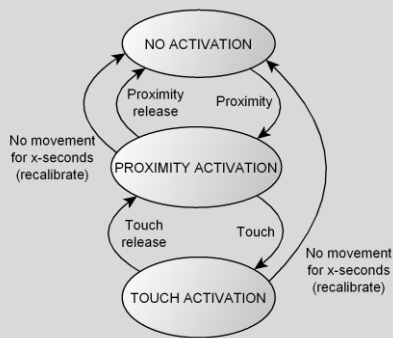 NO ACTIVATION
Proximity
release
Proximity
No movement
for x-seconds
(recalibrate)
PROXIMITY ACTIVATION
Touch
release
Touch
No movement
for x-seconds
(recalibrate)
TOUCH ACTIVATION